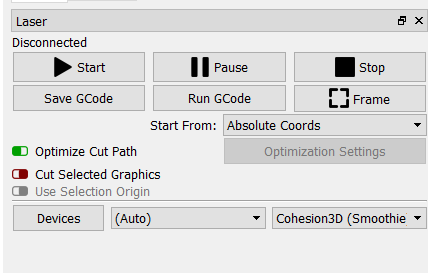 Laser
Disconnected
Start Pause Stop
Save GCode Run GCode Frame
Start From: Absolute Coords
Optimize Cut Path Optimization Settings
Cut Selected Graphics
Use Selection Origin
Devices (Auto) Cohesion3D (Smoothie